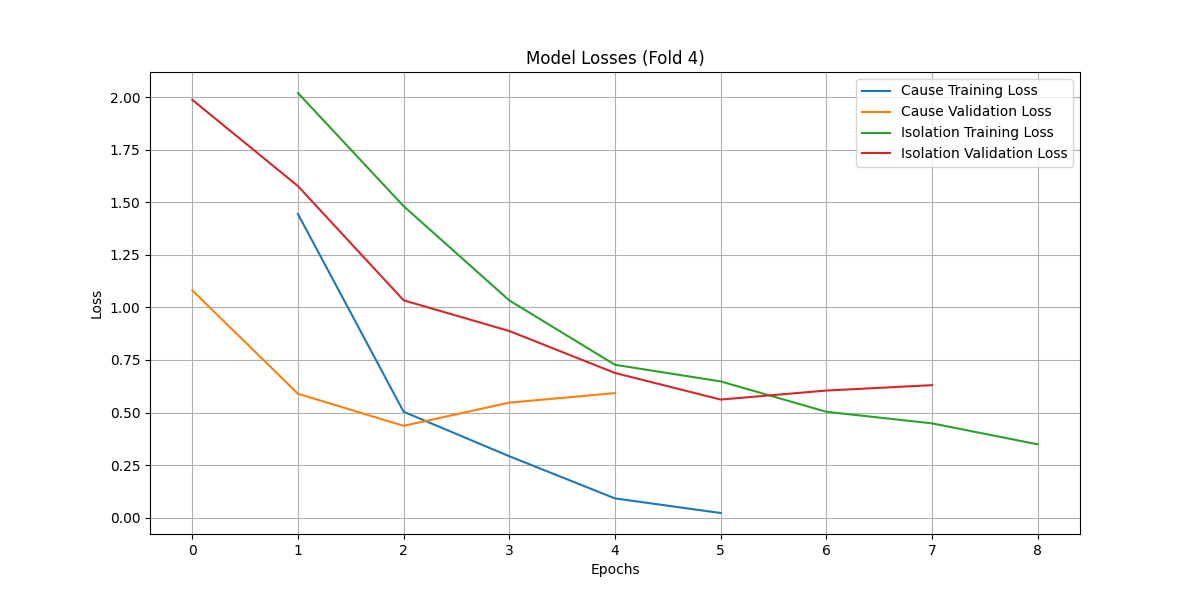 Model Losses (Fold 4)
Cause Training Loss
Cause Validation Loss
Isolation Training Loss
Isolation Validation Loss
2.00
1.75
1.50
1.25
1.00
0.75
0.50
0.25
0.00
Loss
0 1 2 3 4 5 6 7 8
Epochs